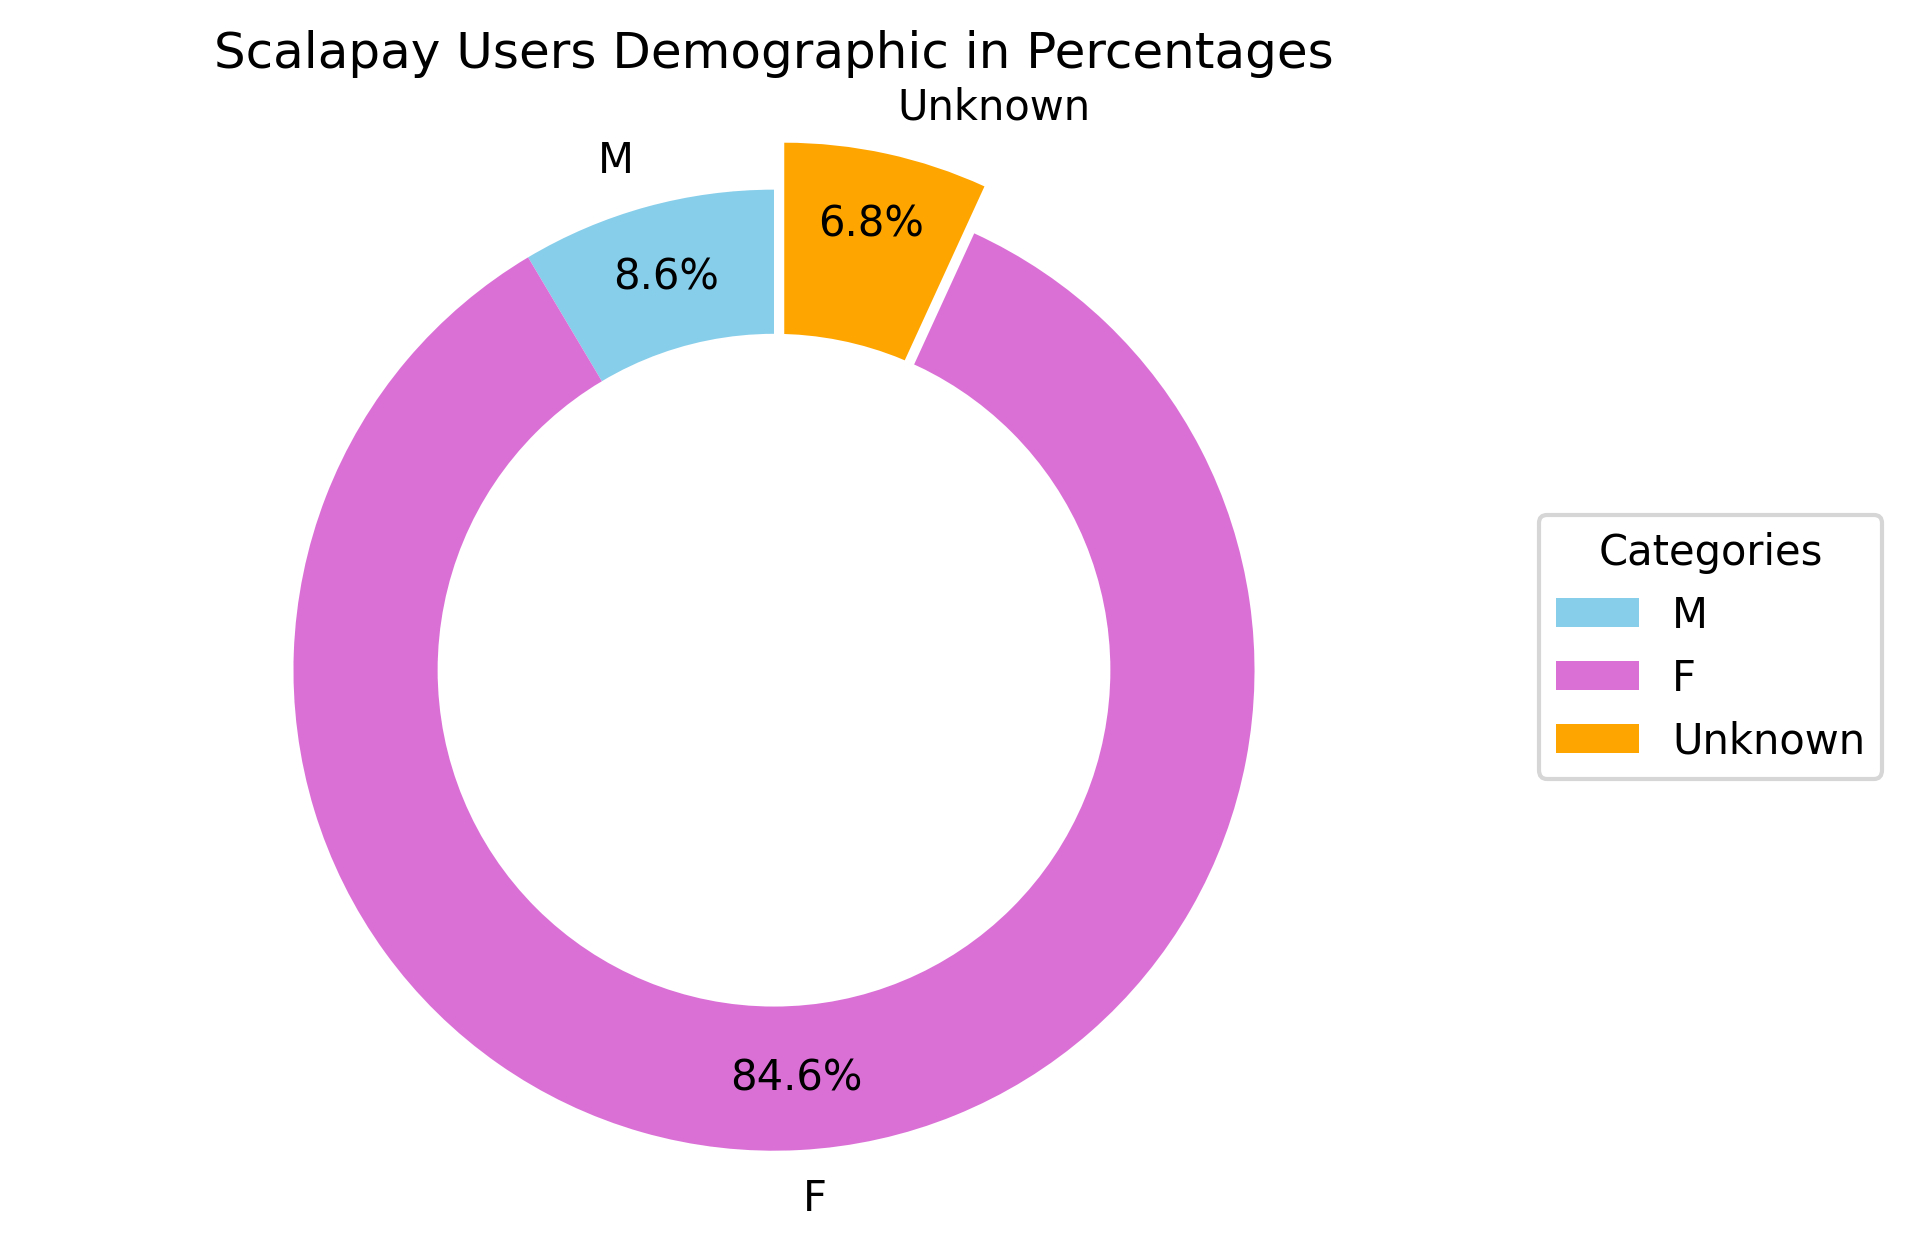 Scalapay Users Demographic in Percentages
Unknown
M
6.8%
8.6%
84.6%
F
Categories
M
F
Unknown